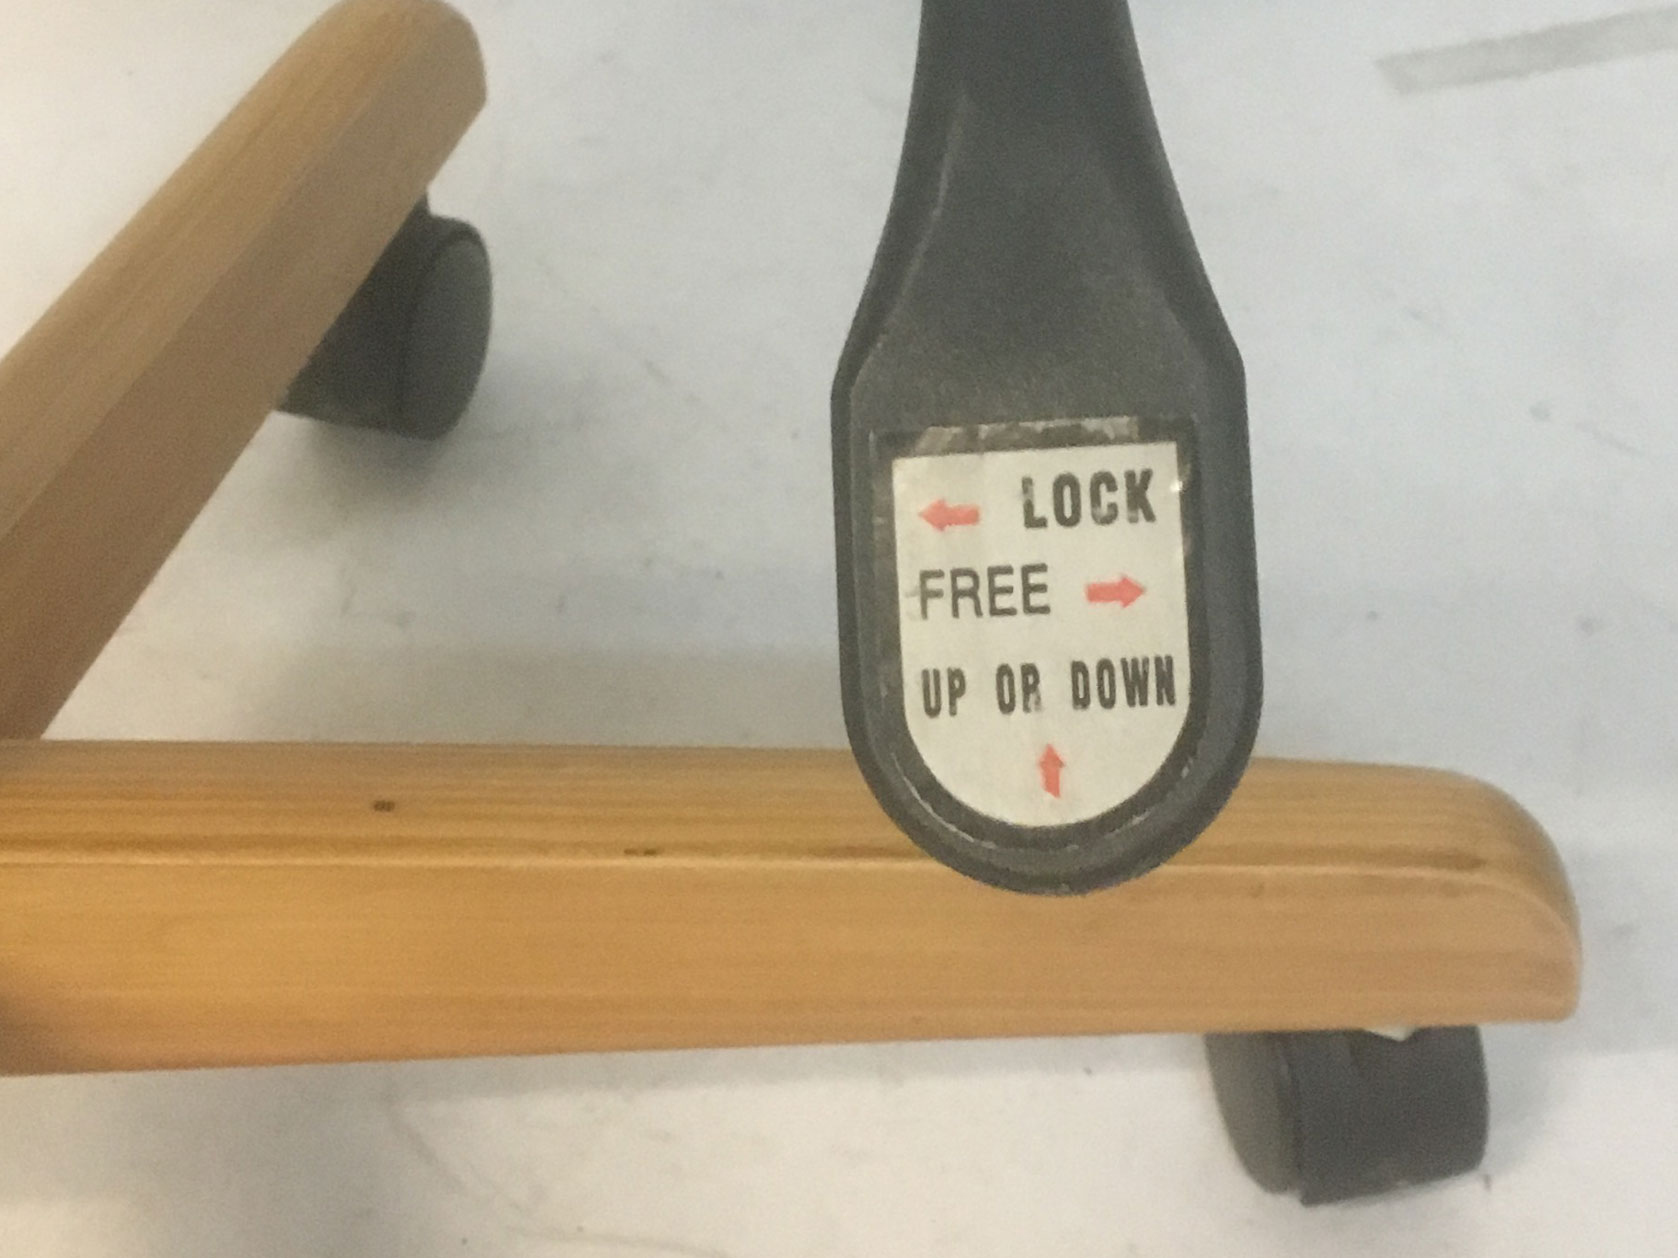 ← LOCK
FREE →
UP OR DOWN
↑